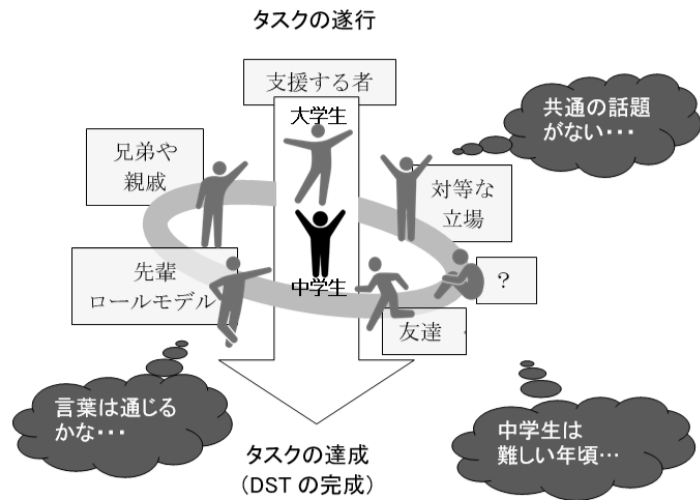 タスクの遂行
支援する者
大学生
共通の話題
がない・・・
兄弟や
親戚
対等な
立場
中学生
先輩
ロールモデル
？
友達
言葉は通じる
かな・・・
中学生は
難しい年頃…
タスクの達成
（DST の完成）